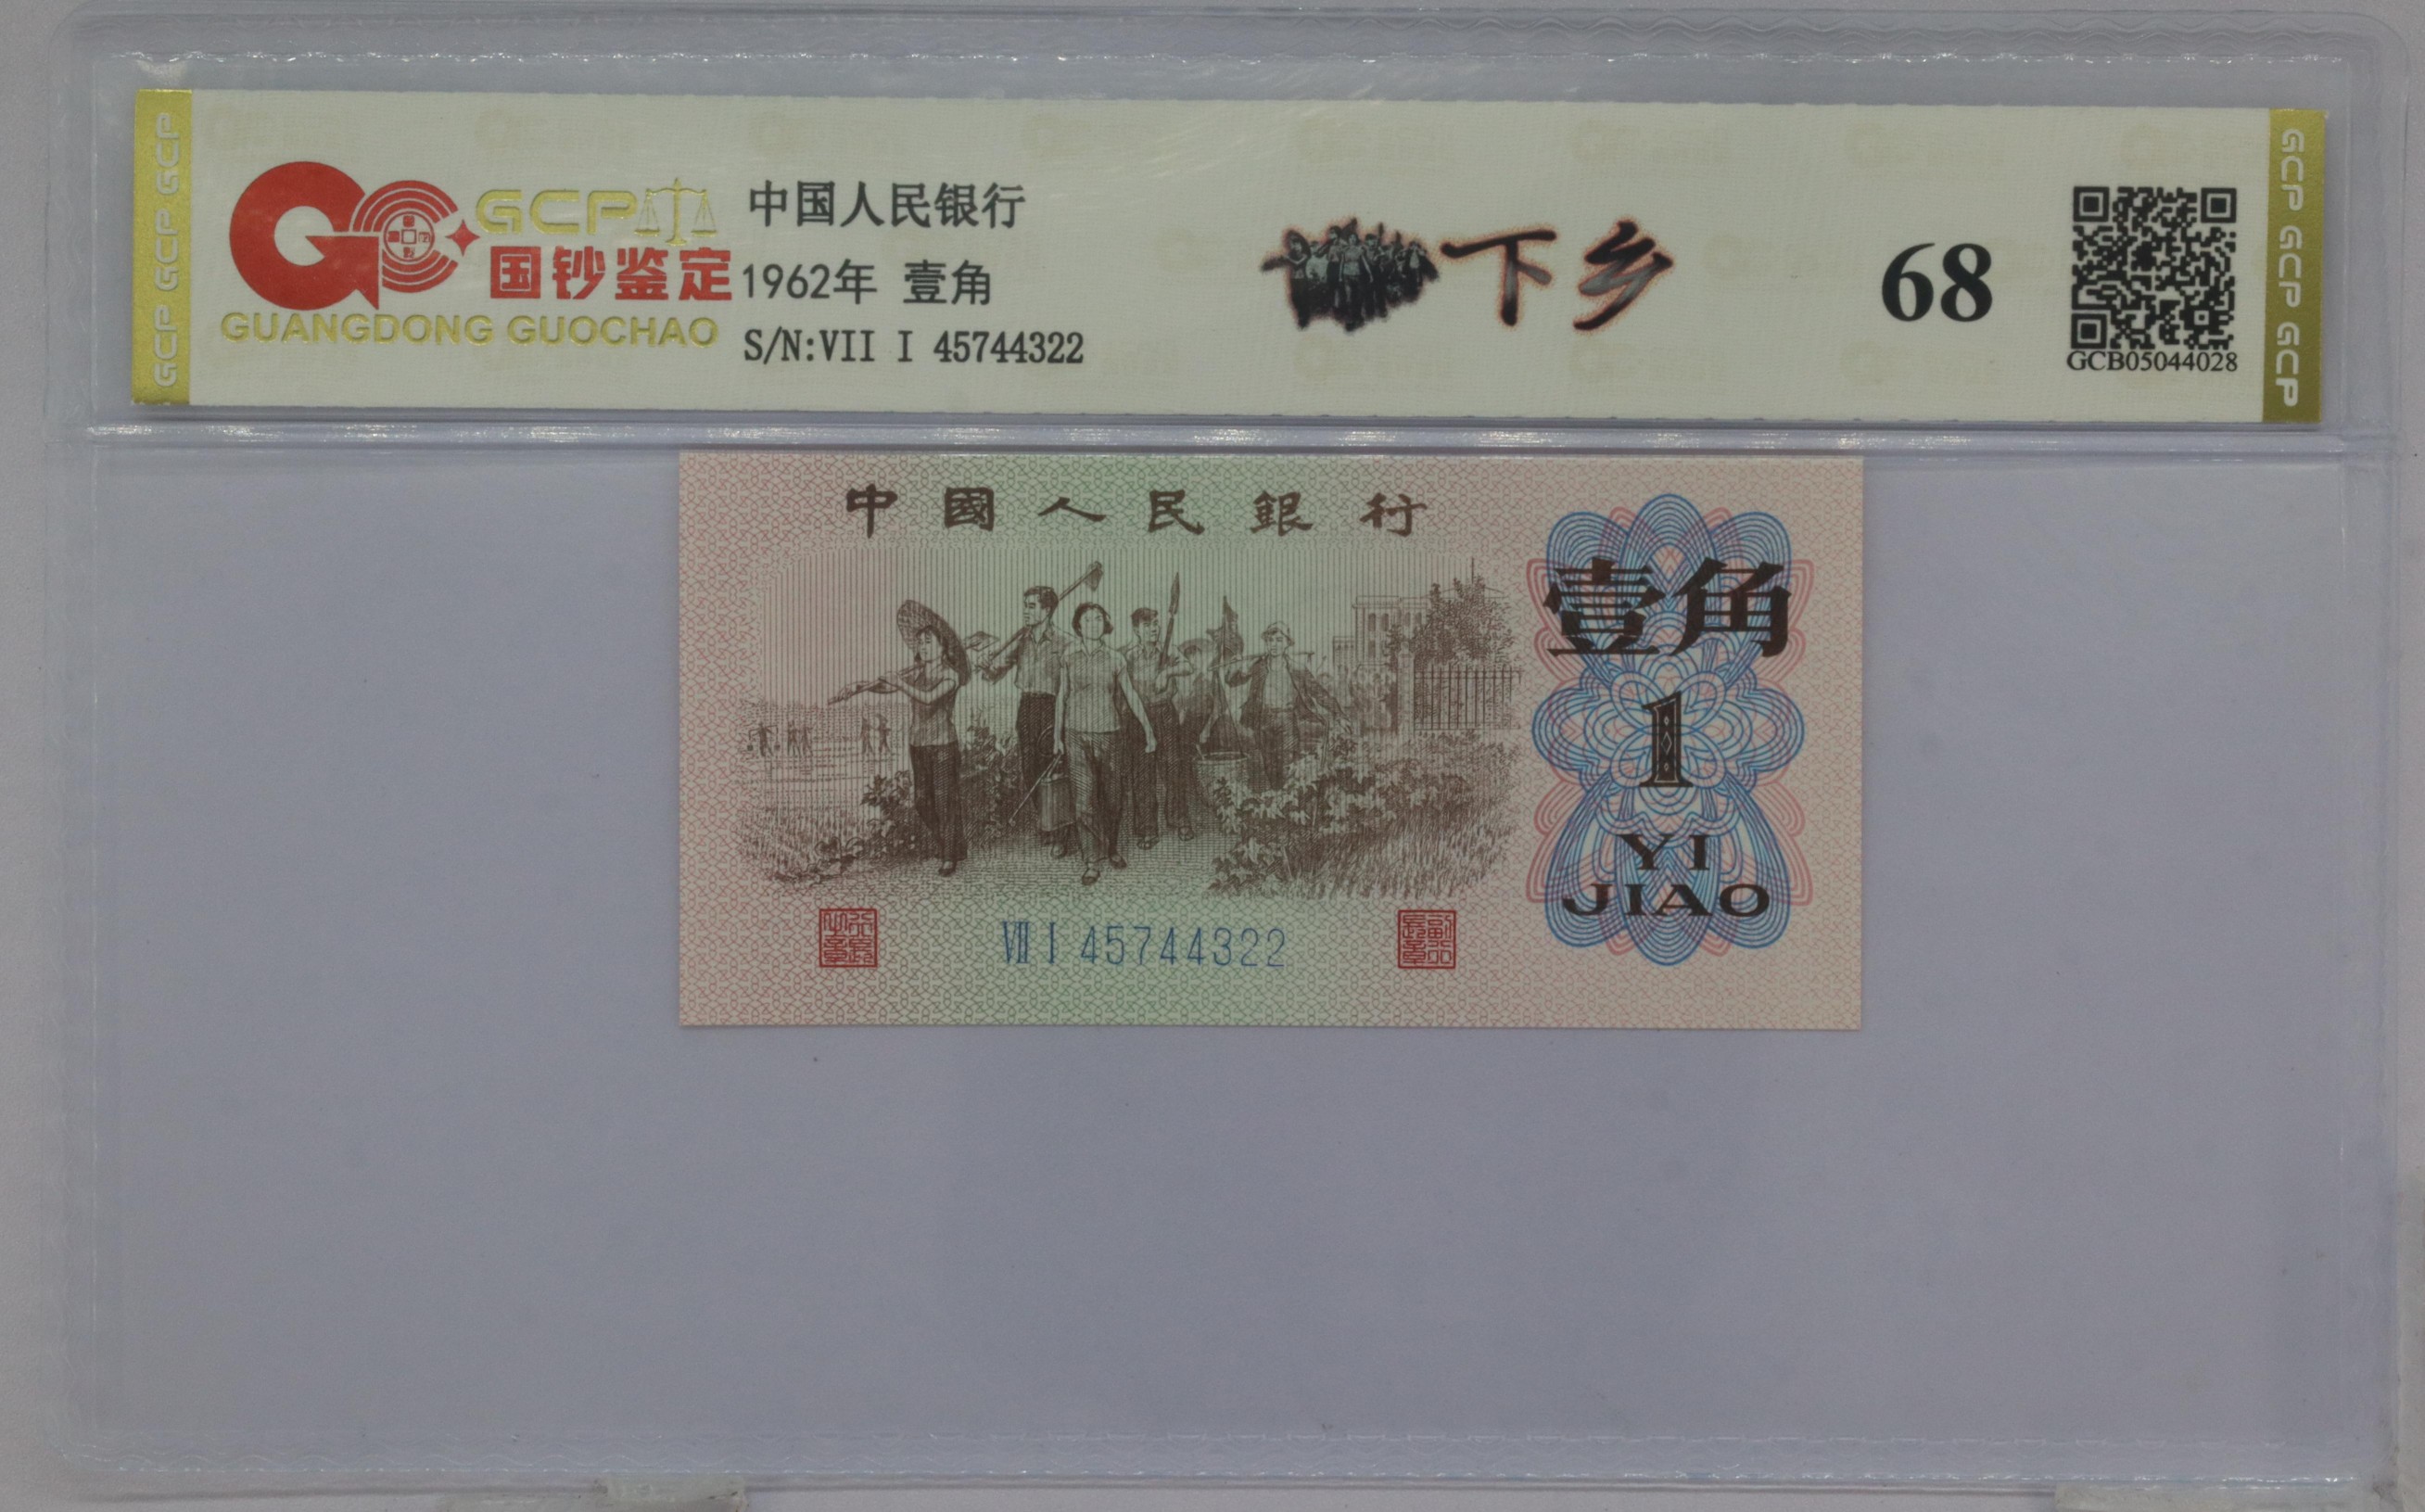 GCP GCP GCP
GCP
国钞鉴定
GUANGDONG GUOCHAO
中国人民银行
1962年 壹角
S/N:VII I 45744322
下乡
68
GCB05044028
GCP GCP GCP
中國人民銀行
壹角
1
YI
JIAO
VII I 45744322